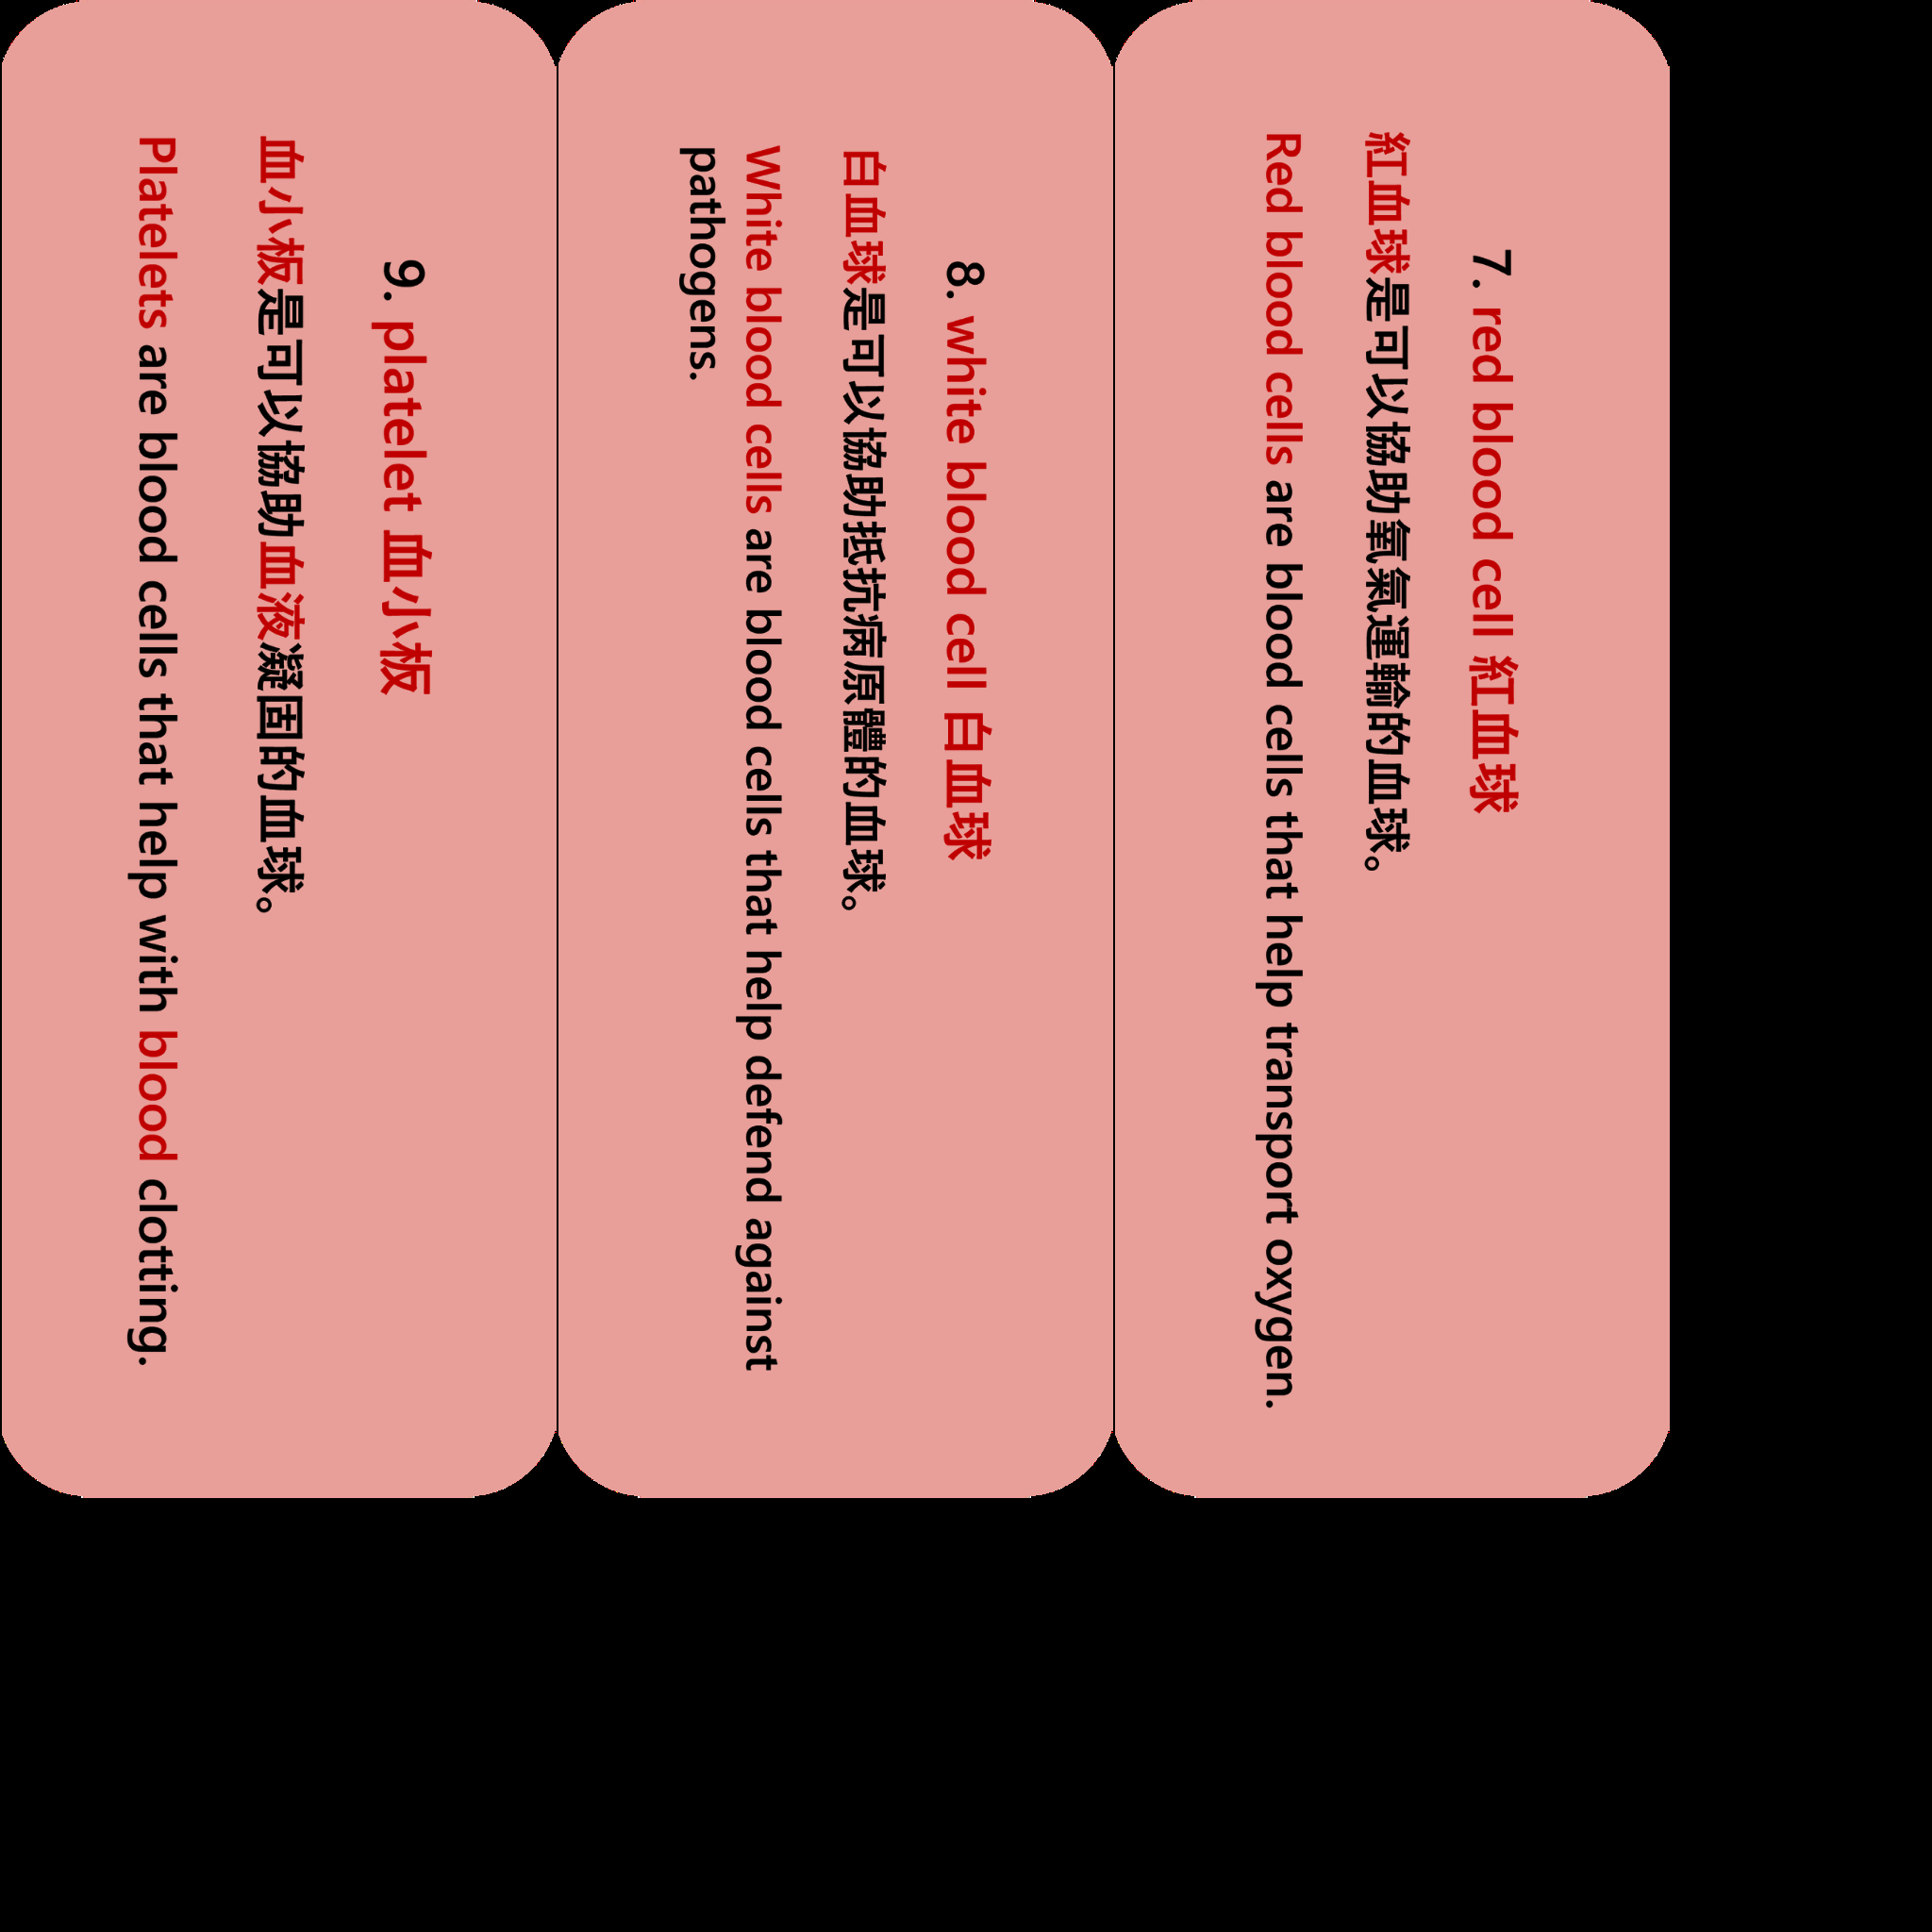 7. red blood cell 紅血球
紅血球是可以協助氧氣運輸的血球。
Red blood cells are blood cells that help transport oxygen.
8. white blood cell 白血球
白血球是可以協助抵抗病原體的血球。
White blood cells are blood cells that help defend against
pathogens.
9. platelet 血小板
血小板是可以協助血液凝固的血球。
Platelets are blood cells that help with blood clotting.